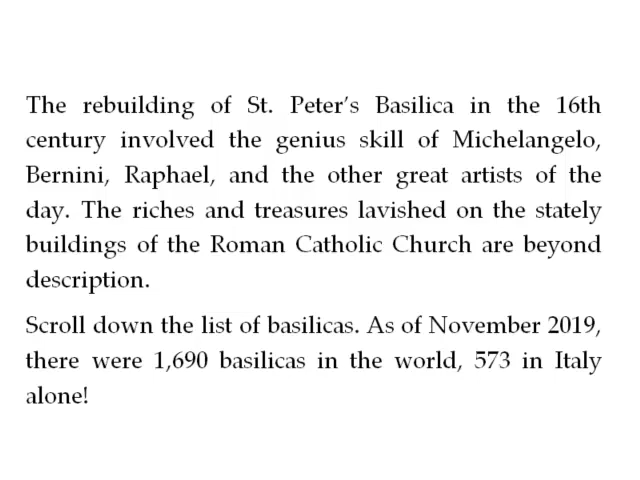 The rebuilding of St. Peter’s Basilica in the 16th
century involved the genius skill of Michelangelo,
Bernini, Raphael, and the other great artists of the
day. The riches and treasures lavished on the stately
buildings of the Roman Catholic Church are beyond
description.
Scroll down the list of basilicas. As of November 2019,
there were 1,690 basilicas in the world, 573 in Italy
alone!